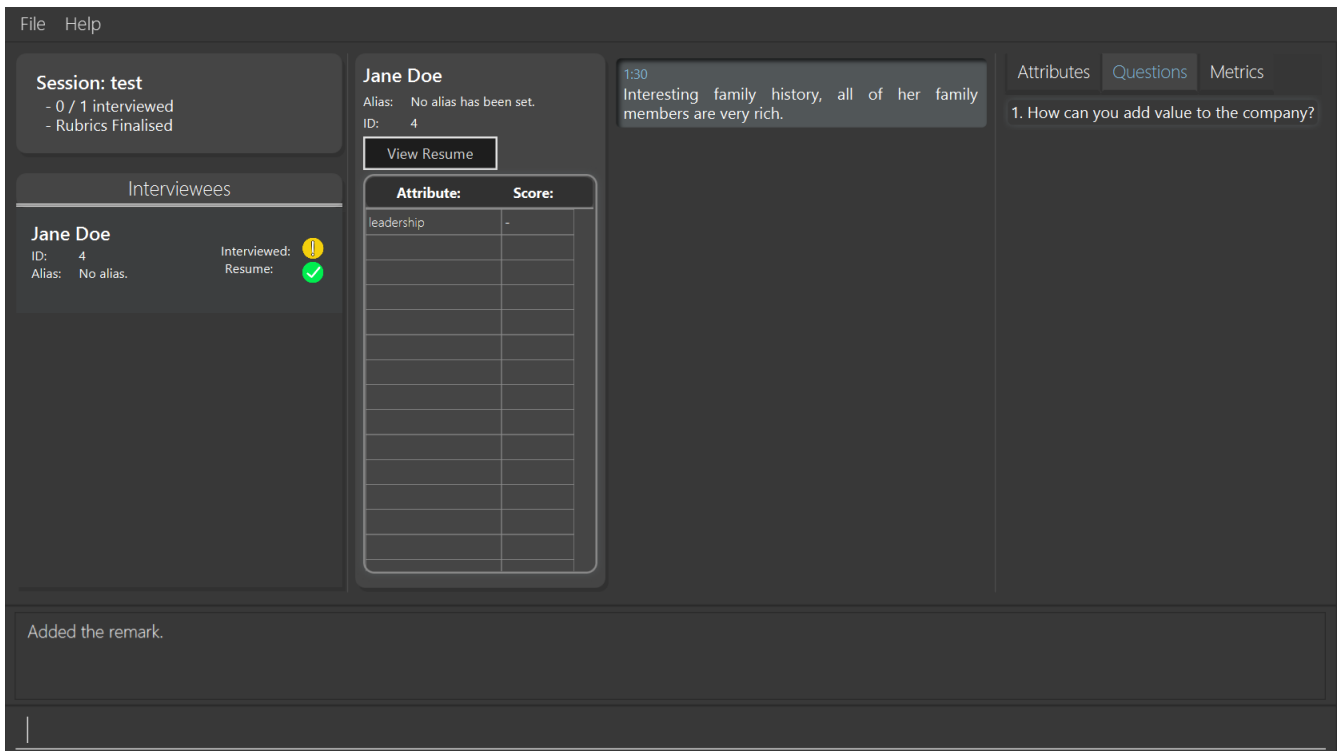 File Help
Session: test
- 0 / 1 interviewed
- Rubrics Finalised
Interviewees
Jane Doe
ID: 4
Alias: No alias.
Interviewed:
Resume:
Jane Doe
Alias: No alias has been set.
ID: 4
View Resume
Attribute: Score:
leadership -
1:30
Interesting family history, all of her family
members are very rich.
Attributes Questions Metrics
1. How can you add value to the company?
Added the remark.